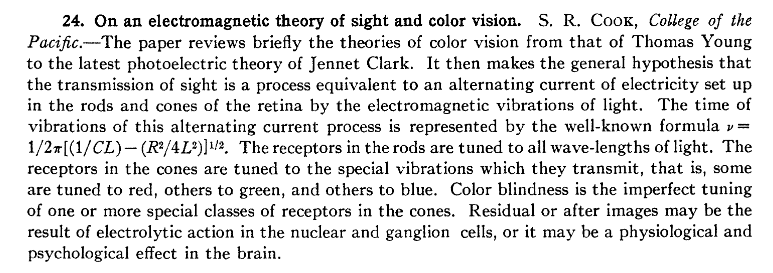 24. On an electromagnetic theory of sight and color vision. S. R. COOK, College of the
Pacific.—The paper reviews briefly the theories of color vision from that of Thomas Young
to the latest photoelectric theory of Jennet Clark. It then makes the general hypothesis that
the transmission of sight is a process equivalent to an alternating current of electricity set up
in the rods and cones of the retina by the electromagnetic vibrations of light. The time of
vibrations of this alternating current process is represented by the well-known formula ν =
1/2π[(1/CL)−(R²/4L²)]^1/2. The receptors in the rods are tuned to all wave-lengths of light. The
receptors in the cones are tuned to the special vibrations which they transmit, that is, some
are tuned to red, others to green, and others to blue. Color blindness is the imperfect tuning
of one or more special classes of receptors in the cones. Residual or after images may be the
result of electrolytic action in the nuclear and ganglion cells, or it may be a physiological and
psychological effect in the brain.